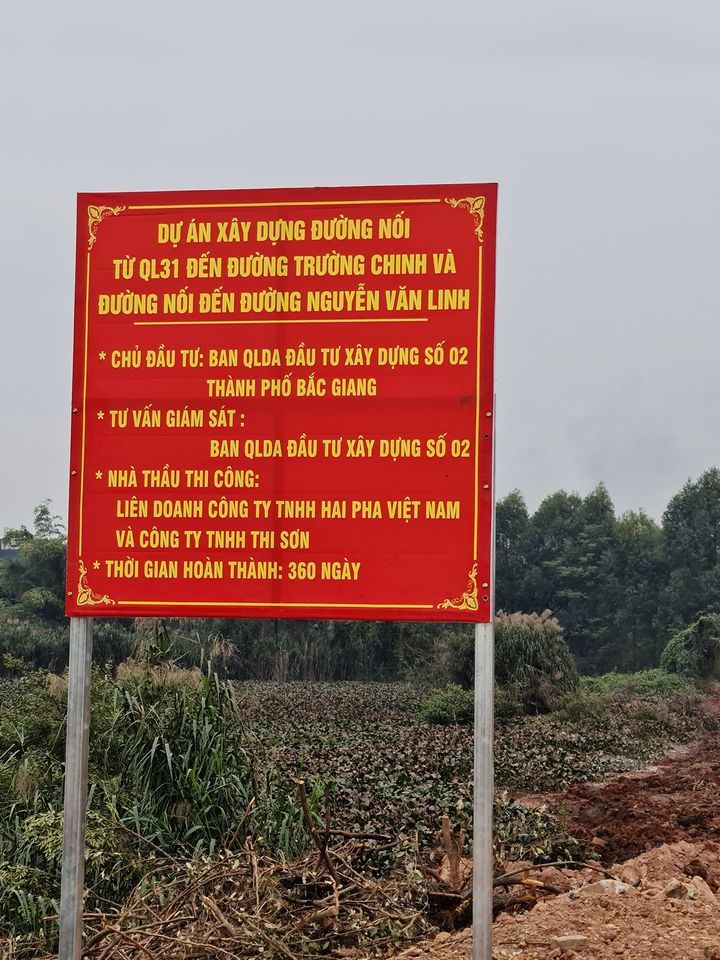 DỰ ÁN XÂY DỰNG ĐƯỜNG NỐI
TỪ QL31 ĐẾN ĐƯỜNG TRƯỜNG CHINH VÀ
ĐƯỜNG NỐI ĐẾN ĐƯỜNG NGUYỄN VĂN LINH
* CHỦ ĐẦU TƯ: BAN QLDA ĐẦU TƯ XÂY DỰNG SỐ 02
THÀNH PHỐ BẮC GIANG
* TƯ VẤN GIÁM SÁT :
BAN QLDA ĐẦU TƯ XÂY DỰNG SỐ 02
* NHÀ THẦU THI CÔNG:
LIÊN DOANH CÔNG TY TNHH HAI PHA VIỆT NAM
VÀ CÔNG TY TNHH THI SƠN
* THỜI GIAN HOÀN THÀNH: 360 NGÀY